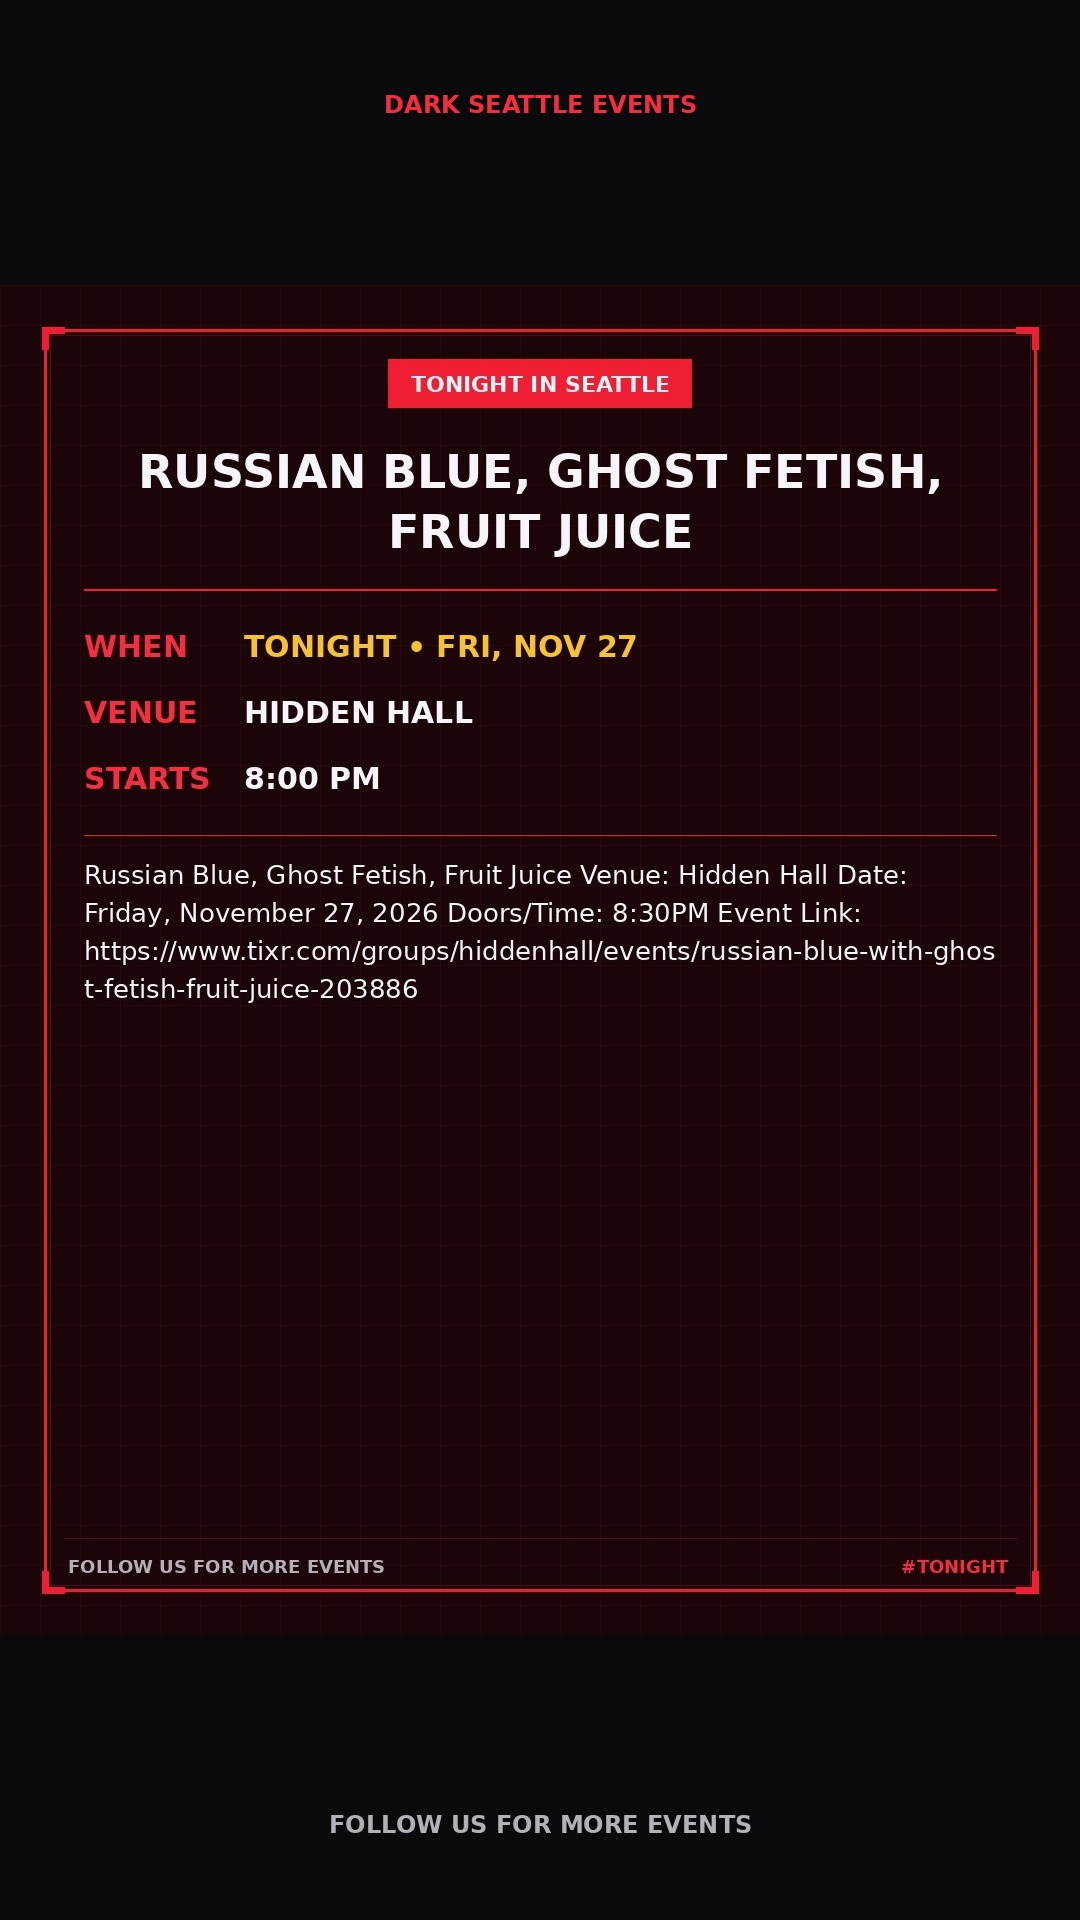 DARK SEATTLE EVENTS
TONIGHT IN SEATTLE
RUSSIAN BLUE, GHOST FETISH,
FRUIT JUICE
WHEN TONIGHT • FRI, NOV 27
VENUE HIDDEN HALL
STARTS 8:00 PM
Russian Blue, Ghost Fetish, Fruit Juice Venue: Hidden Hall Date:
Friday, November 27, 2026 Doors/Time: 8:30PM Event Link:
https://www.tixr.com/groups/hiddenhall/events/russian-blue-with-ghos
t-fetish-fruit-juice-203886
FOLLOW US FOR MORE EVENTS #TONIGHT
FOLLOW US FOR MORE EVENTS